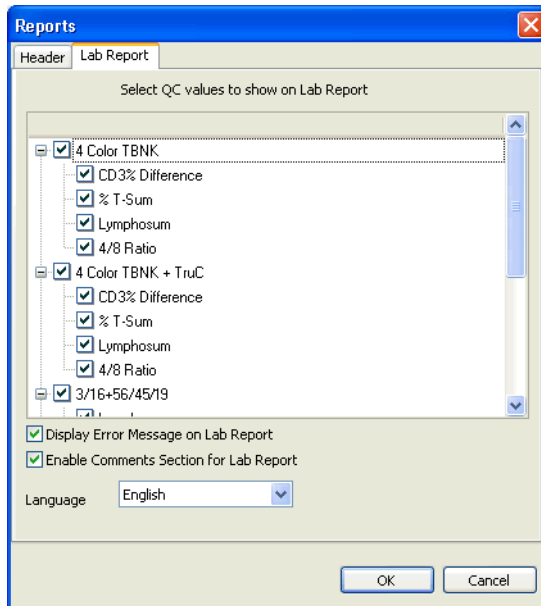 Reports
Header Lab Report
Select QC values to show on Lab Report
4 Color TBNK
CD3% Difference
% T-Sum
Lymphosum
4/8 Ratio
4 Color TBNK + TruC
CD3% Difference
% T-Sum
Lymphosum
4/8 Ratio
3/16+56/45/19
Display Error Message on Lab Report
Enable Comments Section for Lab Report
Language English
OK Cancel